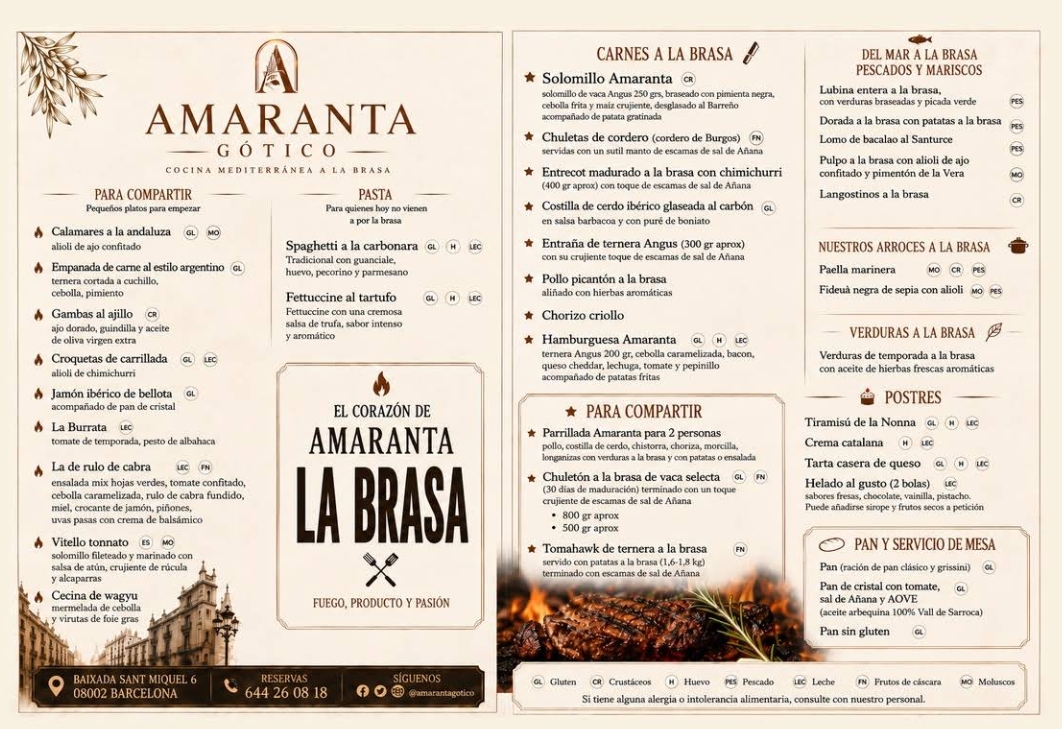 AMARANTA
GÓTICO
COCINA MEDITERRÁNEA A LA BRASA
PARA COMPARTIR
Pequeños platos para empezar
Calamares a la andaluza GL MO
alioli de ajo confitado
Empanada de carne al estilo argentino GL
ternera cortada a cuchillo,
cebolla, pimiento
Gambas al ajillo CR
ajo dorado, guindilla y aceite
de oliva virgen extra
Croquetas de carrillada GL LEC
alioli de chimichurri
Jamón ibérico de bellota GL
acompañado de pan de cristal
La Burrata LEC
tomate de temporada, pesto de albahaca
La de rulo de cabra LEC FN
ensalada mix hojas verdes, tomate confitado,
cebolla caramelizada, rulo de cabra fundido,
miel, crocante de jamón, piñones,
uvas pasas con crema de balsámico
Vitello tonnato ES MO
solomillo fileteado y marinado con
salsa de atún, crujiente de rúcula
y alcaparras
Cecina de wagyu
mermelada de cebolla
y virutas de foie gras
PASTA
Para quienes hoy no vienen
a por la brasa
Spaghetti a la carbonara GL H LEC
Tradicional con guanciale,
huevo, pecorino y parmesano
Fettuccine al tartufo GL H LEC
Fettuccine con una cremosa
salsa de trufa, sabor intenso
y aromático
EL CORAZÓN DE
AMARANTA
LA BRASA
FUEGO, PRODUCTO Y PASIÓN
BAIXADA SANT MIQUEL 6
08002 BARCELONA
RESERVAS
644 26 08 18
SÍGUENOS
@amarantagotico
CARNES A LA BRASA
Solomillo Amaranta CR
solomillo de vaca Angus 250 grs, braseado con pimienta negra,
cebolla frita y maiz crujiente, desglasado al Barreño
acompañado de patata gratinada
Chuletas de cordero (cordero de Burgos) FN
servidas con un sutil manto de escamas de sal de Añana
Entrecot madurado a la brasa con chimichurri
(400 gr aprox) con toque de escamas de sal de Añana
Costilla de cerdo ibérico glaseada al carbón GL
en salsa barbacoa y con puré de boniato
Entraña de ternera Angus (300 gr aprox)
con su crujiente toque de escamas de sal de Añana
Pollo picantón a la brasa
aliñado con hierbas aromáticas
Chorizo criollo
Hamburguesa Amaranta GL H LEC
ternera Angus 200 gr, cebolla caramelizada, bacon,
queso cheddar, lechuga, tomate y pepinillo
acompañado de patatas fritas
PARA COMPARTIR
Parrillada Amaranta para 2 personas
pollo, costilla de cerdo, chistorra, choriza, morcilla,
longanizas con verduras a la brasa y con patatas o ensalada
Chuletón a la brasa de vaca selecta GL FN
(30 días de maduración) terminado con un toque
crujiente de escamas de sal de Añana
• 800 gr aprox
• 500 gr aprox
Tomahawk de ternera a la brasa FN
servido con patatas a la brasa (1,6-1,8 kg)
terminado con escamas de sal de Añana
DEL MAR A LA BRASA
PESCADOS Y MARISCOS
Lubina entera a la brasa,
con verduras braseadas y picada verde PES
Dorada a la brasa con patatas a la brasa PES
Lomo de bacalao al Santurce PES
Pulpo a la brasa con alioli de ajo
confitado y pimentón de la Vera MO
Langostinos a la brasa CR
NUESTROS ARROCES A LA BRASA
Paella marinera MO CR PES
Fideuà negra de sepia con alioli MO PES
VERDURAS A LA BRASA
Verduras de temporada a la brasa
con aceite de hierbas frescas aromáticas
POSTRES
Tiramisú de la Nonna GL H LEC
Crema catalana H LEC
Tarta casera de queso GL H LEC
Helado al gusto (2 bolas) LEC
sabores fresas, chocolate, vainilla, pistacho.
Puede añadirse sirope y frutos secos a petición
PAN Y SERVICIO DE MESA
Pan (ración de pan clásico y grissini) GL
Pan de cristal con tomate, GL
sal de Añana y AOVE
(aceite arbequina 100% Vall de Sarroca)
Pan sin gluten GL
GL Gluten CR Crustáceos H Huevo PES Pescado LEC Leche FN Frutos de cáscara MO Moluscos
Si tiene alguna alergia o intolerancia alimentaria, consulte con nuestro personal.